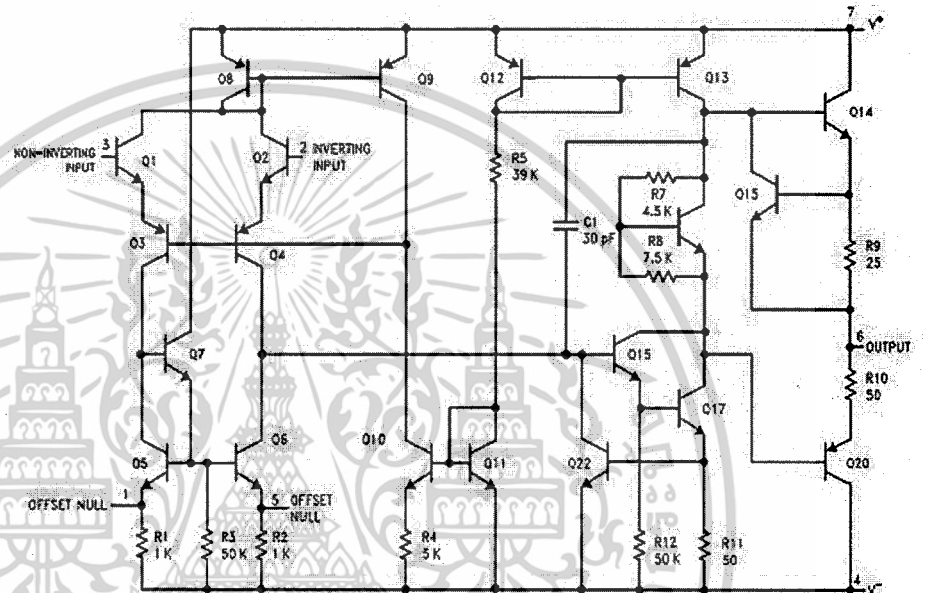 7
V+
Q8
Q9
Q12
Q13
Q14
3
NON-INVERTING
INPUT
Q1
Q2
2
INVERTING
INPUT
R5
39 K
R7
4.5 K
Q15
C1
30 pF
R8
7.5 K
R9
25
Q3
Q4
Q7
Q15
6
OUTPUT
R10
50
Q17
Q5
Q6
Q10
Q11
Q22
Q20
OFFSET NULL
1
5
OFFSET
NULL
R1
1 K
R3
50 K
R2
1 K
R4
5 K
R12
50 K
R11
50
4
V-